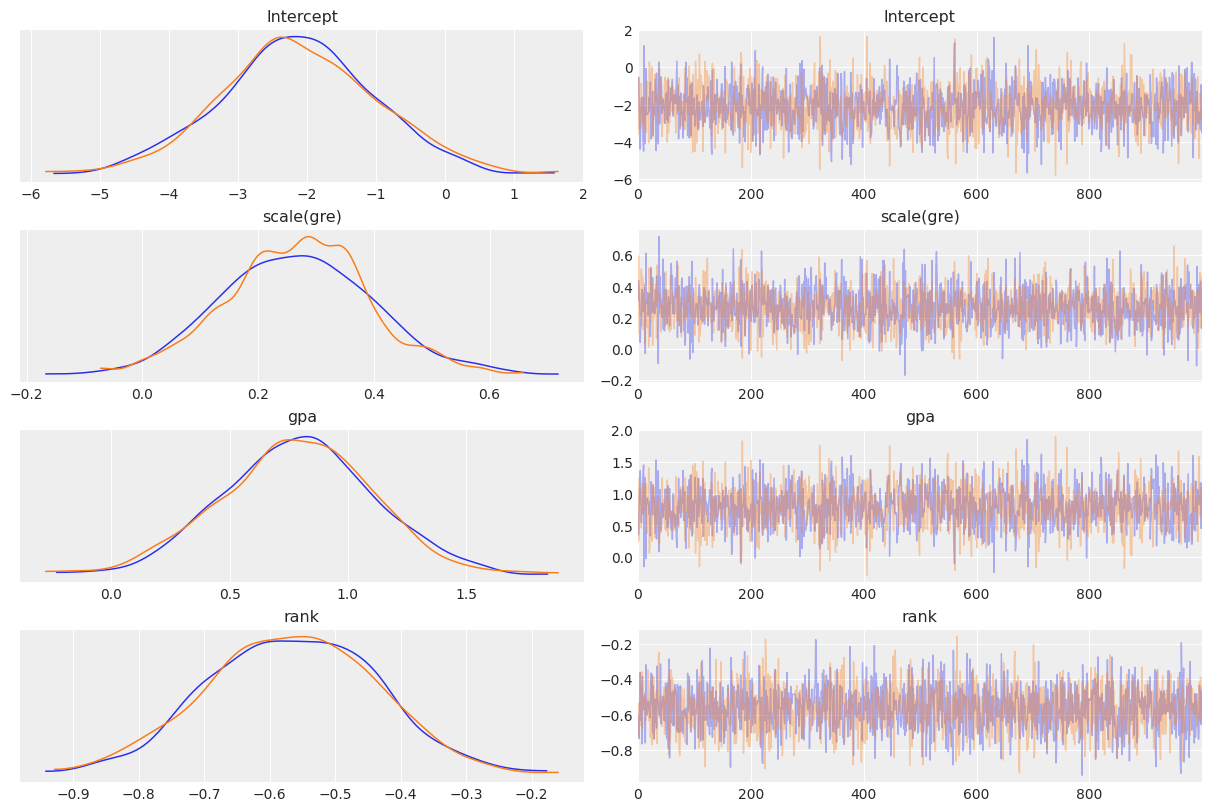 Intercept
Intercept
2
0
−2
−4
−6
−6 −5 −4 −3 −2 −1 0 1 2
0 200 400 600 800
scale(gre)
scale(gre)
0.6
0.4
0.2
0.0
−0.2
−0.2 0.0 0.2 0.4 0.6
0 200 400 600 800
gpa
gpa
2.0
1.5
1.0
0.5
0.0
0.0 0.5 1.0 1.5
0 200 400 600 800
rank
rank
−0.2
−0.4
−0.6
−0.8
−0.9 −0.8 −0.7 −0.6 −0.5 −0.4 −0.3 −0.2
0 200 400 600 800